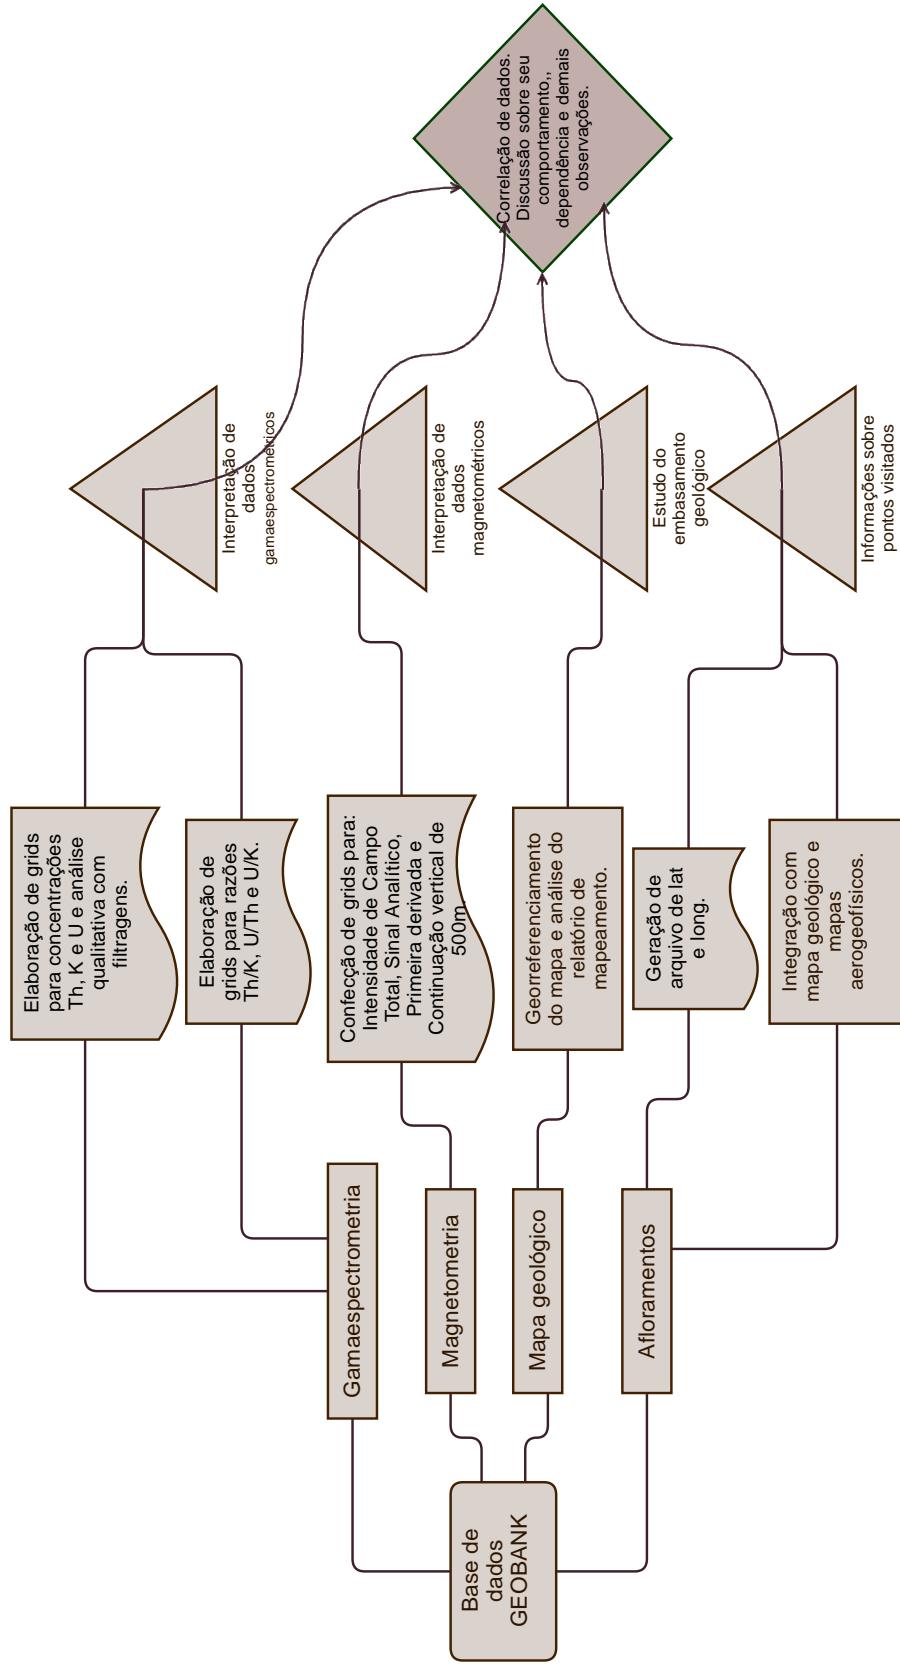 Base de
dados
GEOBANK
Gamaespectrometria
Magnetometria
Mapa geológico
Afloramentos
Elaboração de grids
para concentrações
Th, K e U e análise
qualitativa com
filtragens.
Elaboração de
grids para razões
Th/K, U/Th e U/K.
Confecção de grids para:
Intensidade de Campo
Total, Sinal Analítico,
Primeira derivada e
Continuação vertical de
500m.
Georreferenciamento
do mapa e análise do
relatório de
mapeamento.
Geração de
arquivo de lat
e long.
Integração com
mapa geológico e
mapas
aerogeofísicos.
Interpretação de
dados
gamaespectrométricos
Interpretação de
dados
magnetométricos
Estudo do
embasamento
geológico
Informações sobre
pontos visitados
Correlação de dados.
Discussão sobre seu
comportamento,,
dependência e demais
observações.